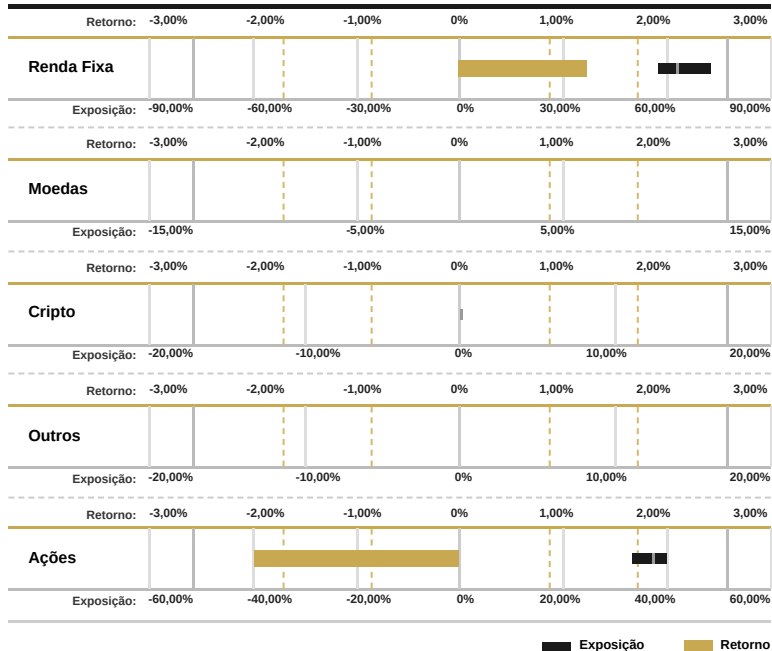 Retorno: -3,00% -2,00% -1,00% 0% 1,00% 2,00% 3,00%
Renda Fixa
Exposição: -90,00% -60,00% -30,00% 0% 30,00% 60,00% 90,00%
Retorno: -3,00% -2,00% -1,00% 0% 1,00% 2,00% 3,00%
Moedas
Exposição: -15,00% -5,00% 5,00% 15,00%
Retorno: -3,00% -2,00% -1,00% 0% 1,00% 2,00% 3,00%
Cripto
Exposição: -20,00% -10,00% 0% 10,00% 20,00%
Retorno: -3,00% -2,00% -1,00% 0% 1,00% 2,00% 3,00%
Outros
Exposição: -20,00% -10,00% 0% 10,00% 20,00%
Retorno: -3,00% -2,00% -1,00% 0% 1,00% 2,00% 3,00%
Ações
Exposição: -60,00% -40,00% -20,00% 0% 20,00% 40,00% 60,00%
Exposição Retorno